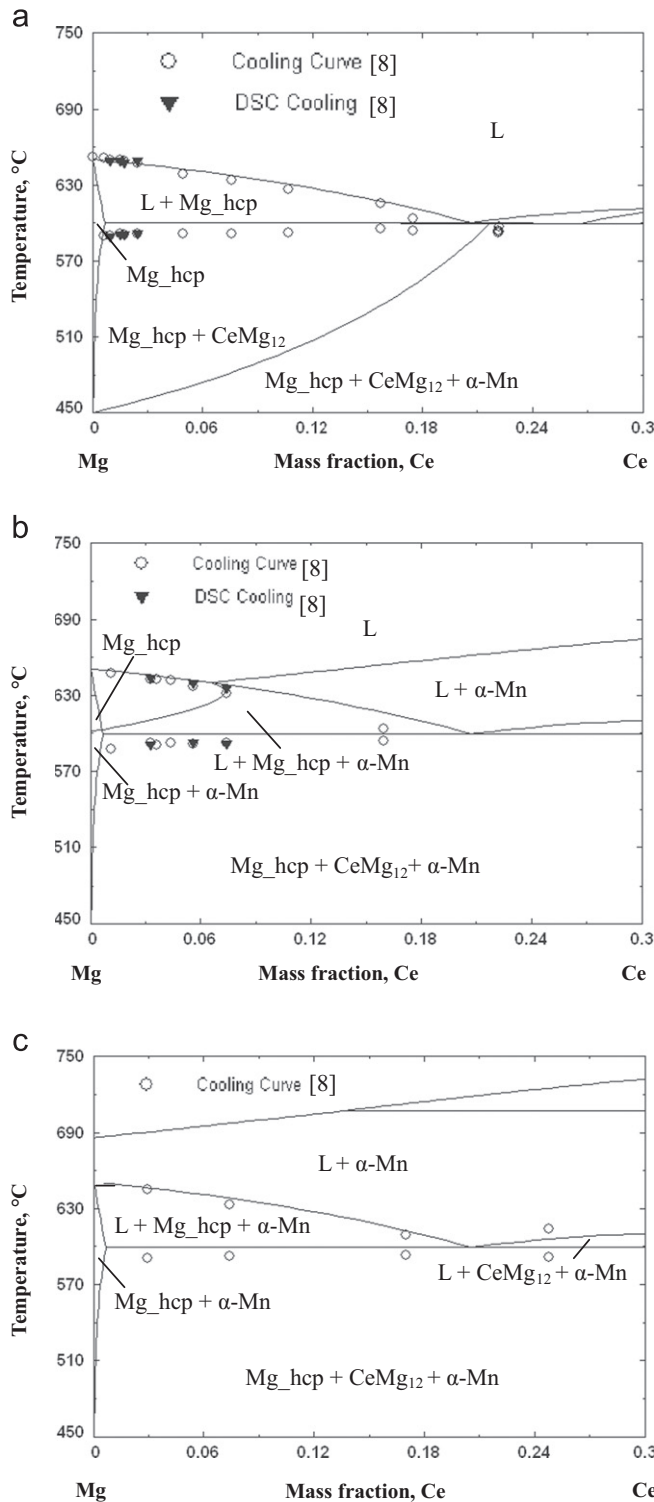 a
750
690
630
570
510
450
Temperature, °C
Cooling Curve [8]
DSC Cooling [8]
L
L + Mg_hcp
Mg_hcp
Mg_hcp + CeMg₁₂
Mg_hcp + CeMg₁₂ + α-Mn
0 0.06 0.12 0.18 0.24 0.3
Mg Mass fraction, Ce Ce
b
750
690
630
570
510
450
Temperature, °C
Cooling Curve [8]
DSC Cooling [8]
L
Mg_hcp
L + α-Mn
L + Mg_hcp + α-Mn
Mg_hcp + α-Mn
Mg_hcp + CeMg₁₂ + α-Mn
0 0.06 0.12 0.18 0.24 0.3
Mg Mass fraction, Ce Ce
c
750
690
630
570
510
450
Temperature, °C
Cooling Curve [8]
L + α-Mn
L + Mg_hcp + α-Mn
L + CeMg₁₂ + α-Mn
Mg_hcp + α-Mn
Mg_hcp + CeMg₁₂ + α-Mn
0 0.06 0.12 0.18 0.24 0.3
Mg Mass fraction, Ce Ce